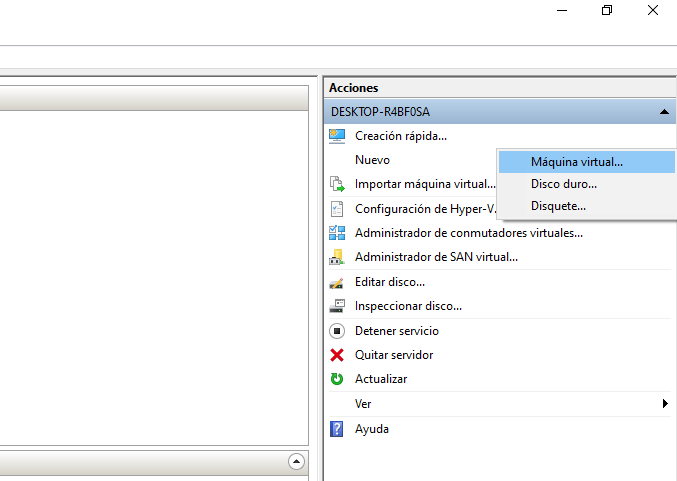 Acciones
DESKTOP-R4BF0SA
Creación rápida...
Nuevo
Máquina virtual...
Importar máquina virtual...
Disco duro...
Configuración de Hyper-V.
Disquete...
Administrador de conmutadores virtuales...
Administrador de SAN virtual...
Editar disco...
Inspeccionar disco...
Detener servicio
Quitar servidor
Actualizar
Ver
Ayuda